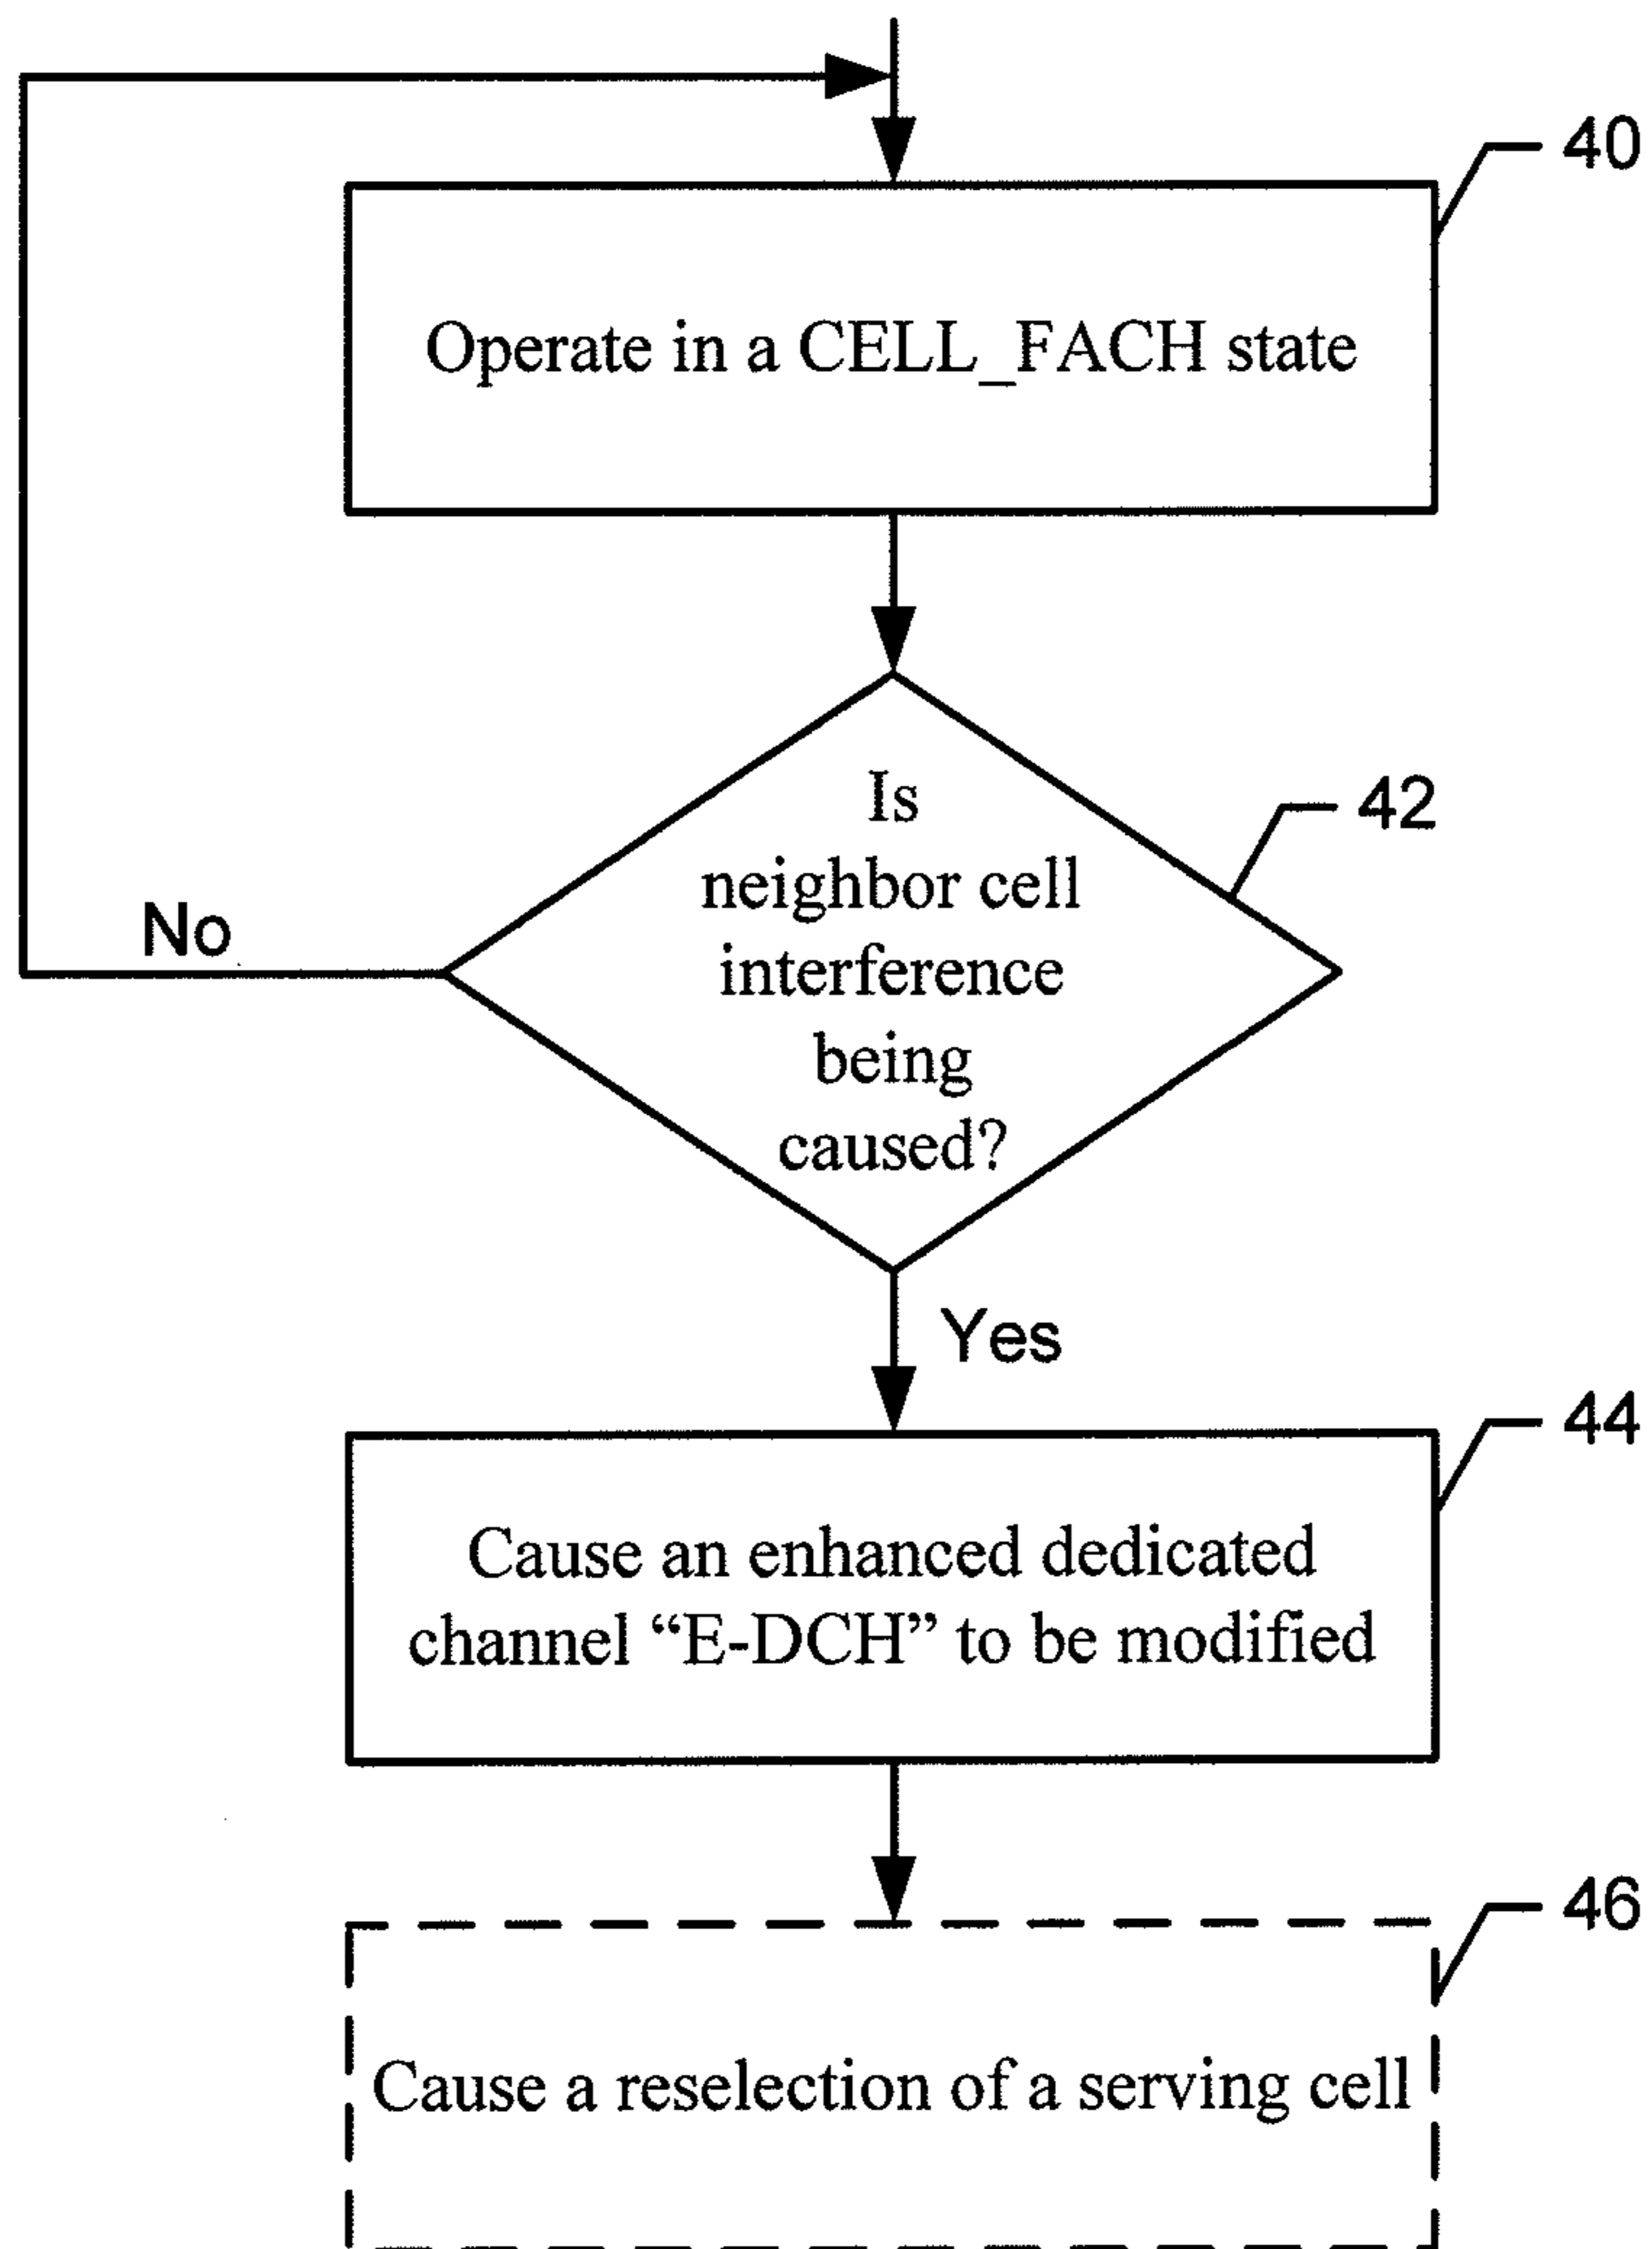 40
Operate in a CELL_FACH state
Is
neighbor cell
interference
being
caused?
42
No
Yes
44
Cause an enhanced dedicated
channel “E-DCH” to be modified
46
Cause a reselection of a serving cell